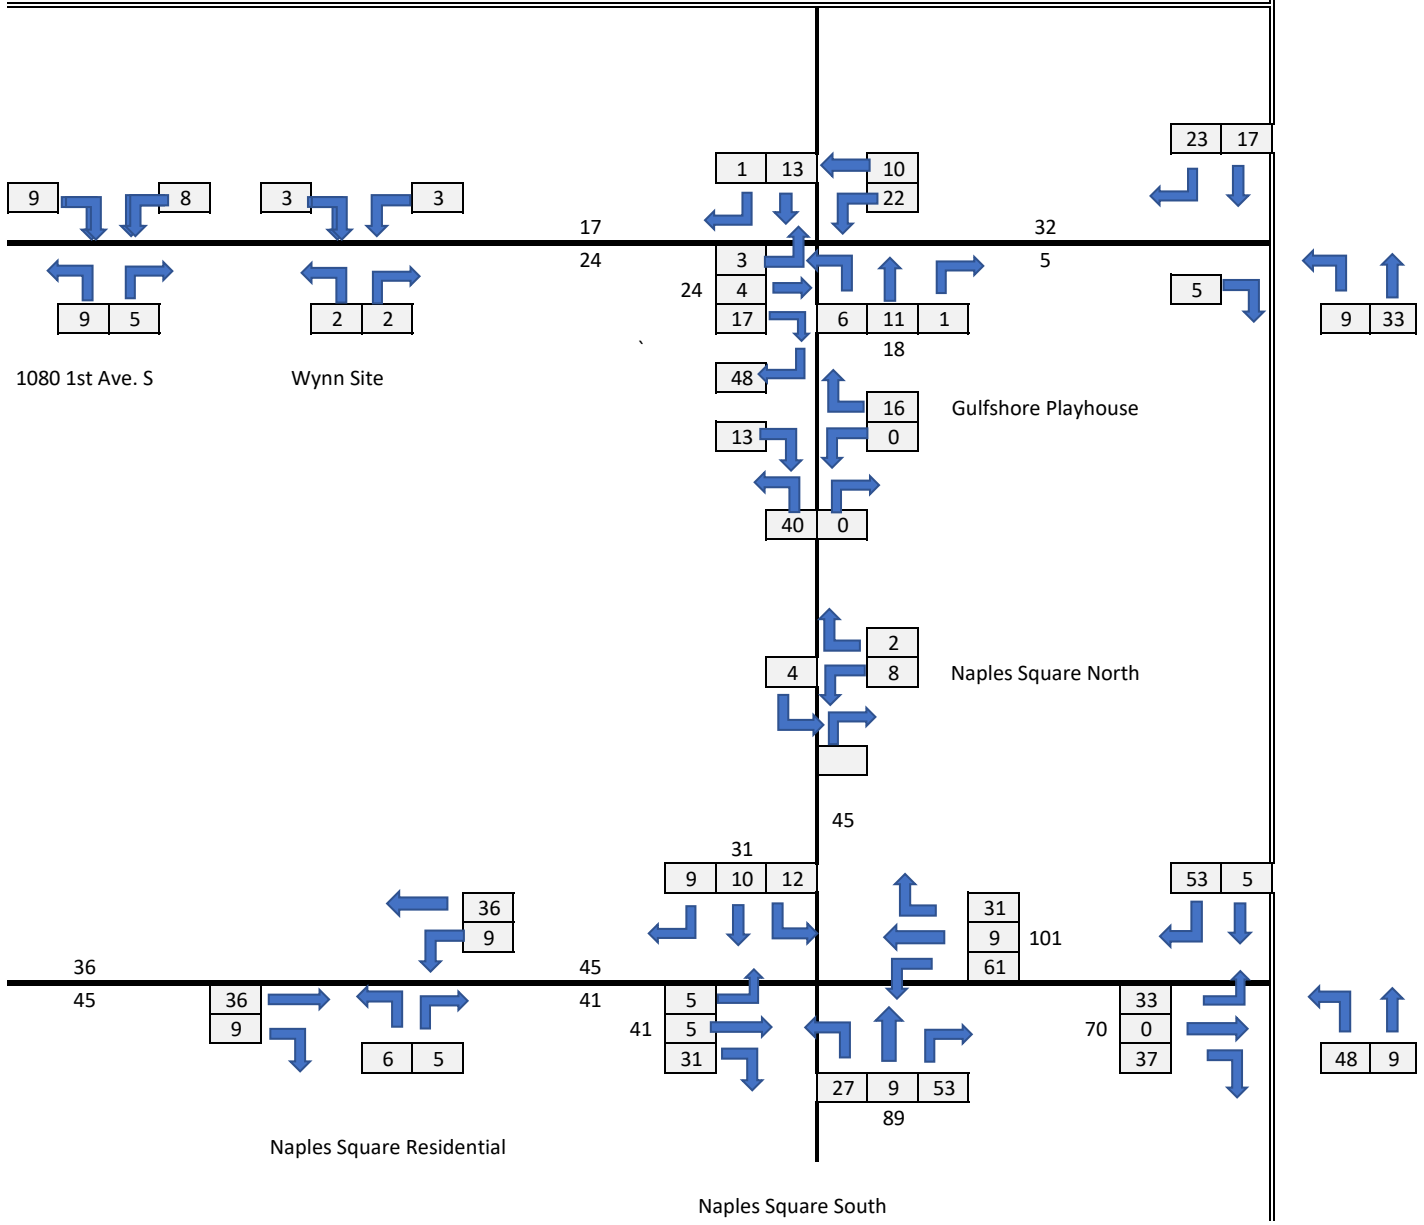 23 17
1 13 10
9 8 3 3 22
17 32
24 3 5
24 4 5
9 5 2 2 17 6 11 1 9 33
` 18
1080 1st Ave. S Wynn Site 48
16 Gulfshore Playhouse
13 0
40 0
2
4 8 Naples Square North
45
31
9 10 12 53 5
36 31
9 9 101
36 45 61
45 36 41 5 33
9 41 5 70 0
6 5 31 37 48 9
27 9 53
89
Naples Square Residential
Naples Square South